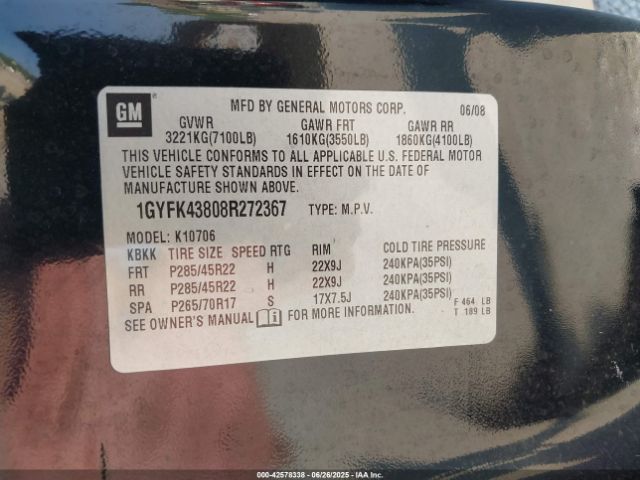 GM ®
MFD BY GENERAL MOTORS CORP. 06/08
GVWR GAWR FRT GAWR RR
3221KG(7100LB) 1610KG(3550LB) 1860KG(4100LB)
THIS VEHICLE CONFORMS TO ALL APPLICABLE U.S. FEDERAL MOTOR
VEHICLE SAFETY STANDARDS IN EFFECT ON THE DATE OF
MANUFACTURE SHOWN ABOVE.
1GYFK43808R272367 TYPE: M.P.V.
MODEL: K10706
KBKK TIRE SIZE SPEED RTG RIM COLD TIRE PRESSURE
FRT P285/45R22 H 22X9J 240KPA(35PSI)
RR P285/45R22 H 22X9J 240KPA(35PSI)
SPA P265/70R17 S 17X7.5J 240KPA(35PSI)
F 464 LB
T 189 LB
SEE OWNER'S MANUAL i FOR MORE INFORMATION.
000-42578338 - 06/26/2025 - IAA Inc.